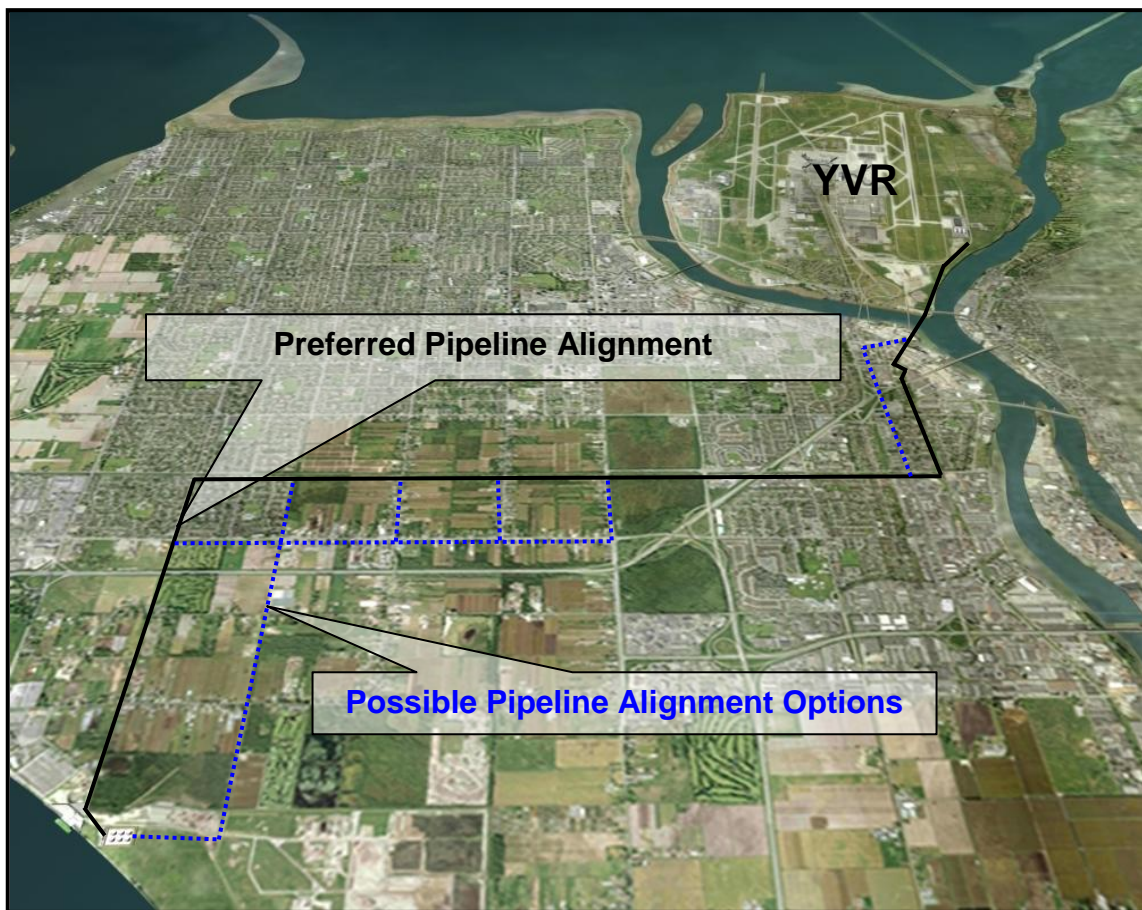 YVR
Preferred Pipeline Alignment
Possible Pipeline Alignment Options